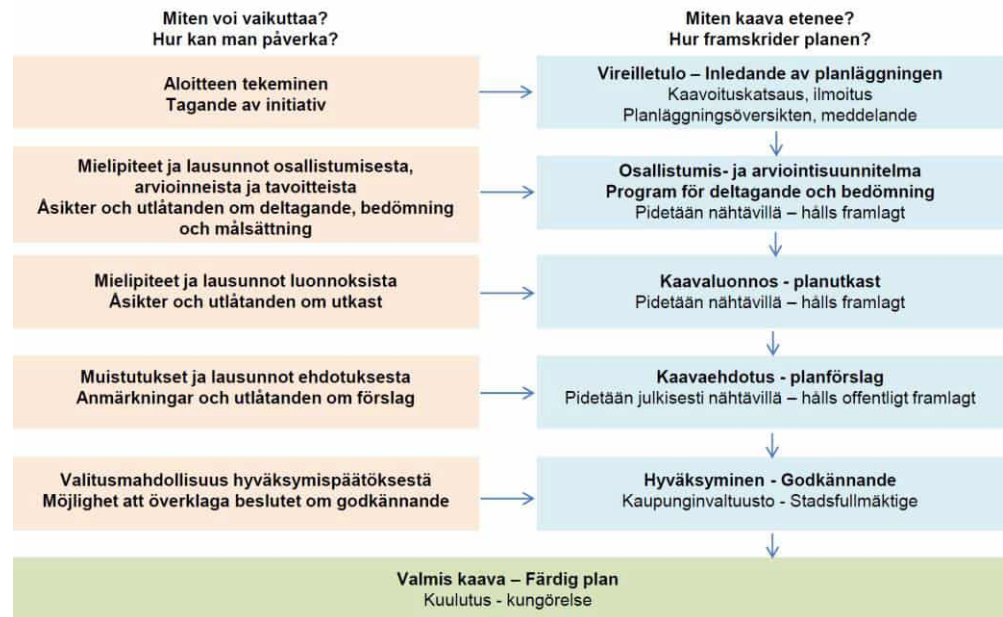 Miten voi vaikuttaa?
Hur kan man påverka?
Miten kaava etenee?
Hur framskrider planen?
Aloitteen tekeminen
Tagande av initiativ
Vireilletulo – Inledande av planläggningen
Kaavoituskatsaus, ilmoitus
Planläggningsöversikten, meddelande
Mielipiteet ja lausunnot osallistumisesta,
arvioinneista ja tavoitteista
Åsikter och utlåtanden om deltagande, bedömning
och målsättning
Osallistumis- ja arviointisuunnitelma
Program för deltagande och bedömning
Pidetään nähtävillä – hålls framlagt
Mielipiteet ja lausunnot luonnoksista
Åsikter och utlåtanden om utkast
Kaavaluonnos - planutkast
Pidetään nähtävillä – hålls framlagt
Muistutukset ja lausunnot ehdotuksesta
Anmärkningar och utlåtanden om förslag
Kaavaehdotus - planförslag
Pidetään julkisesti nähtävillä – hålls offentligt framlagt
Valitusmahdollisuus hyväksymispäätöksestä
Möjlighet att överklaga beslutet om godkännande
Hyväksyminen - Godkännande
Kaupunginvaltuusto - Stadsfullmäktige
Valmis kaava – Färdig plan
Kuulutus - kungörelse